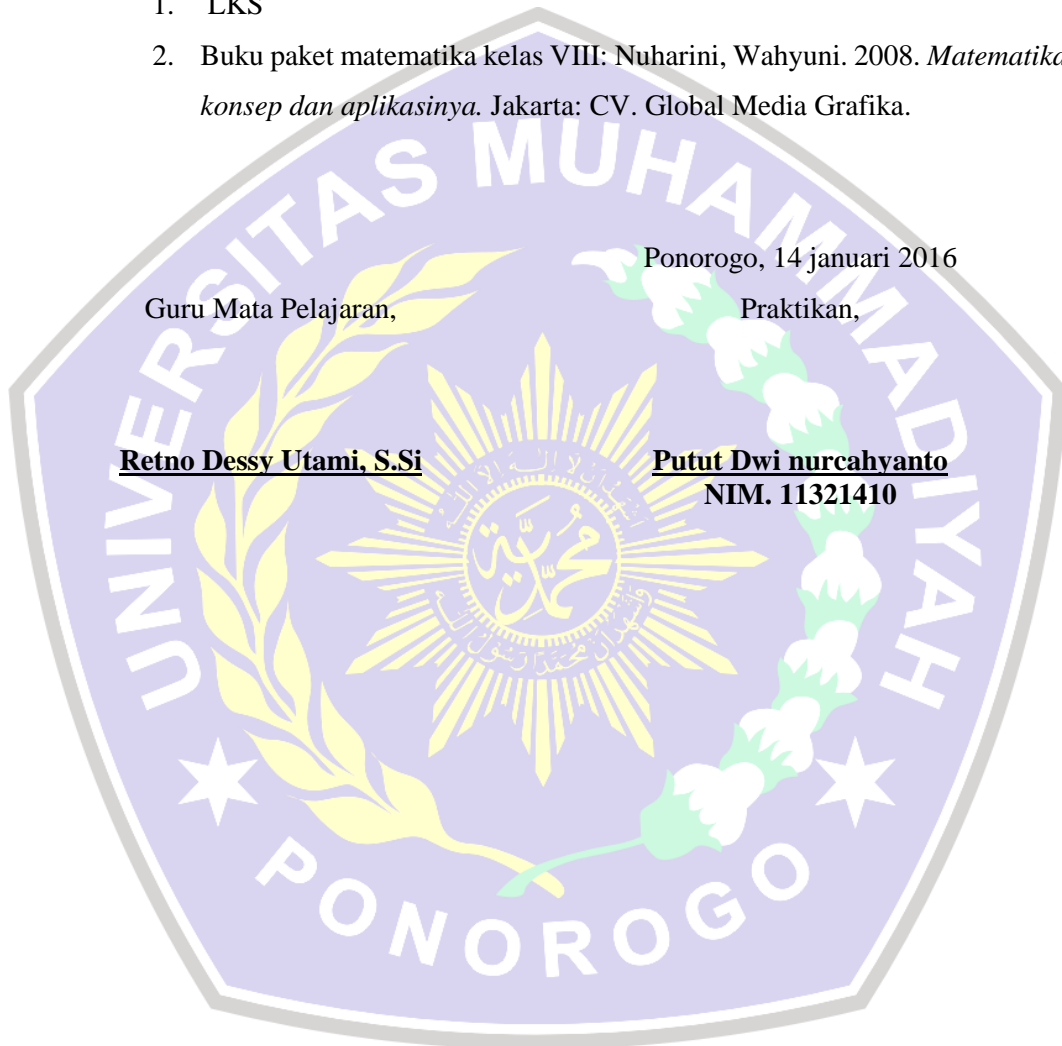 1. LKS
2. Buku paket matematika kelas VIII: Nuharini, Wahyuni. 2008. Matematika
konsep dan aplikasinya. Jakarta: CV. Global Media Grafika.
Ponorogo, 14 januari 2016
Guru Mata Pelajaran, Praktikan,
Retno Dessy Utami, S.Si Putut Dwi nurcahyanto
NIM. 11321410
UNIVERSITAS MUHAMMADIYAH
PONOROGO
محمدية